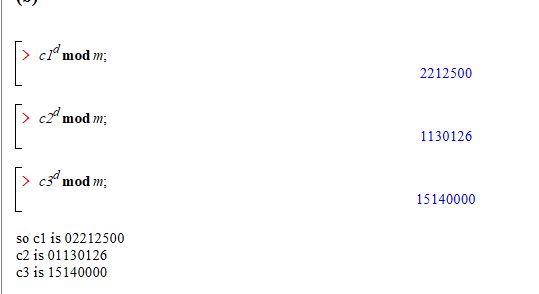 > c1^d mod m;
2212500
> c2^d mod m;
1130126
> c3^d mod m;
15140000
so c1 is 02212500
c2 is 01130126
c3 is 15140000